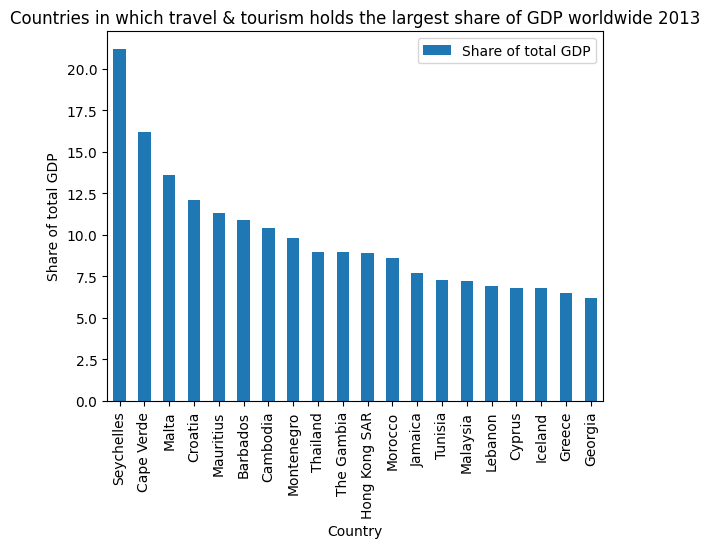 Countries in which travel & tourism holds the largest share of GDP worldwide 2013
Share of total GDP
Share of total GDP
20.0
17.5
15.0
12.5
10.0
7.5
5.0
2.5
0.0
Seychelles
Cape Verde
Malta
Croatia
Mauritius
Barbados
Cambodia
Montenegro
Thailand
The Gambia
Hong Kong SAR
Morocco
Jamaica
Tunisia
Malaysia
Lebanon
Cyprus
Iceland
Greece
Georgia
Country